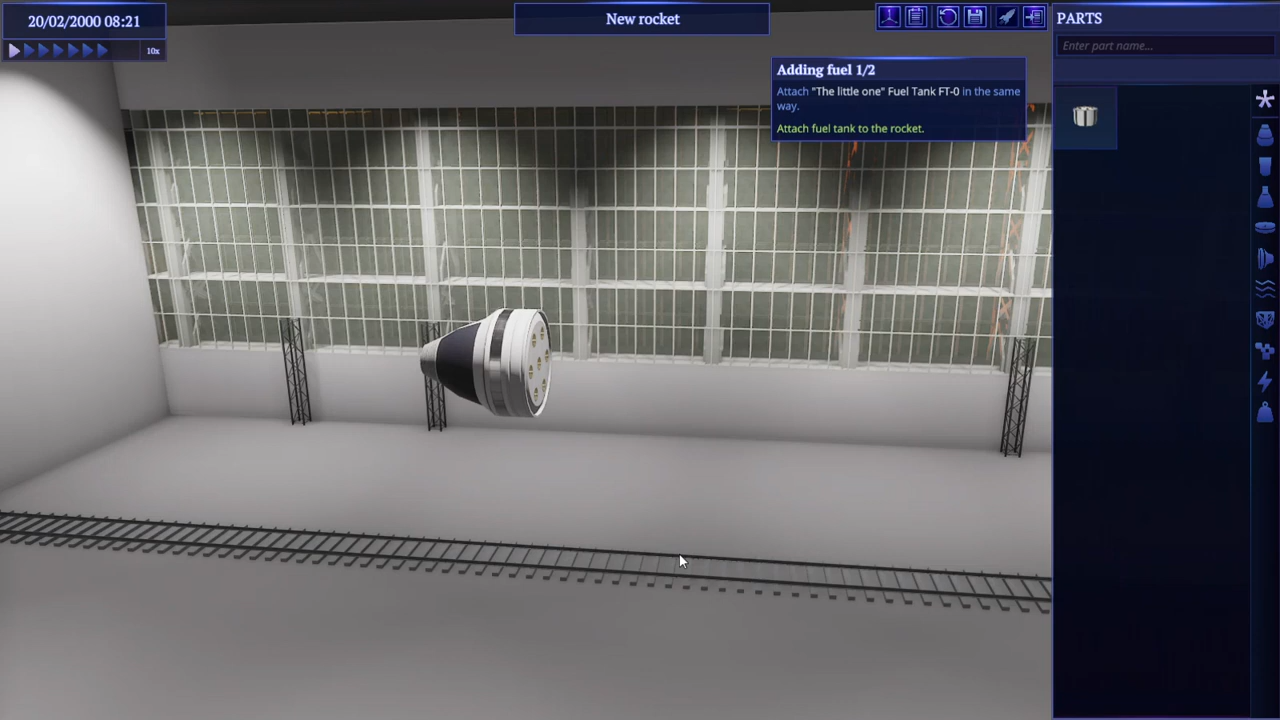 20/02/2000 08:21
10x
New rocket
PARTS
Enter part name...
Adding fuel 1/2
Attach "The little one" Fuel Tank FT-0 in the same
way.
Attach fuel tank to the rocket.